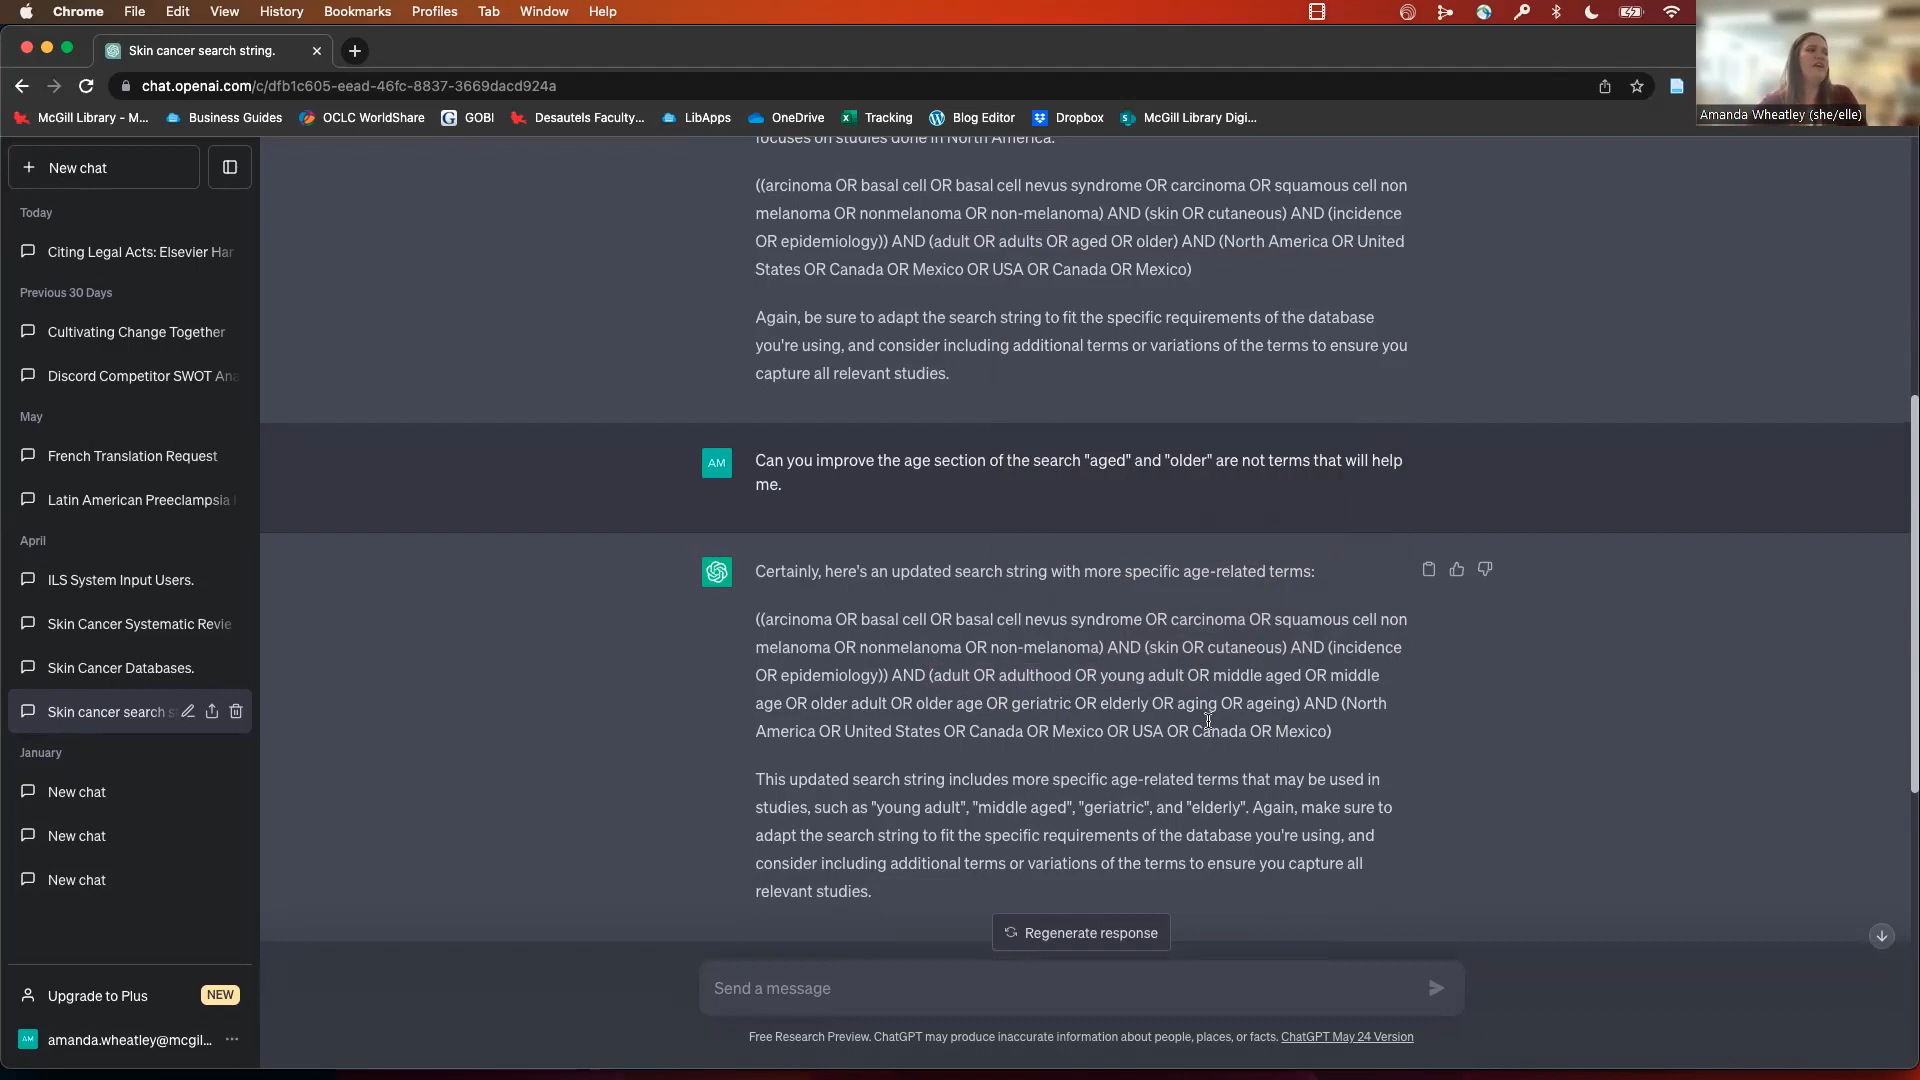 Chrome File Edit View History Bookmarks Profiles Tab Window Help
Skin cancer search string.
chat.openai.com/c/dfb1c605-eead-46fc-8837-3669dacd924a
McGill Library - M... Business Guides OCLC WorldShare GOBI Desautels Faculty... LibApps OneDrive Tracking Blog Editor Dropbox McGill Library Digi...
Amanda Wheatley (she/elle)
New chat
Today
Citing Legal Acts: Elsevier Har
Previous 30 Days
Cultivating Change Together
Discord Competitor SWOT Ana
May
French Translation Request
Latin American Preeclampsia
April
ILS System Input Users.
Skin Cancer Systematic Revie
Skin Cancer Databases.
Skin cancer search s
January
New chat
New chat
New chat
Upgrade to Plus NEW
AM amanda.wheatley@mcgil... ...
focuses on studies done in North America.
((arcinoma OR basal cell OR basal cell nevus syndrome OR carcinoma OR squamous cell non
melanoma OR nonmelanoma OR non-melanoma) AND (skin OR cutaneous) AND (incidence
OR epidemiology)) AND (adult OR adults OR aged OR older) AND (North America OR United
States OR Canada OR Mexico OR USA OR Canada OR Mexico)
Again, be sure to adapt the search string to fit the specific requirements of the database
you're using, and consider including additional terms or variations of the terms to ensure you
capture all relevant studies.
AM
Can you improve the age section of the search "aged" and "older" are not terms that will help
me.
Certainly, here's an updated search string with more specific age-related terms:
((arcinoma OR basal cell OR basal cell nevus syndrome OR carcinoma OR squamous cell non
melanoma OR nonmelanoma OR non-melanoma) AND (skin OR cutaneous) AND (incidence
OR epidemiology)) AND (adult OR adulthood OR young adult OR middle aged OR middle
age OR older adult OR older age OR geriatric OR elderly OR aging OR ageing) AND (North
America OR United States OR Canada OR Mexico OR USA OR Canada OR Mexico)
This updated search string includes more specific age-related terms that may be used in
studies, such as "young adult", "middle aged", "geriatric", and "elderly". Again, make sure to
adapt the search string to fit the specific requirements of the database you're using, and
consider including additional terms or variations of the terms to ensure you capture all
relevant studies.
Regenerate response
Send a message
Free Research Preview. ChatGPT may produce inaccurate information about people, places, or facts. ChatGPT May 24 Version